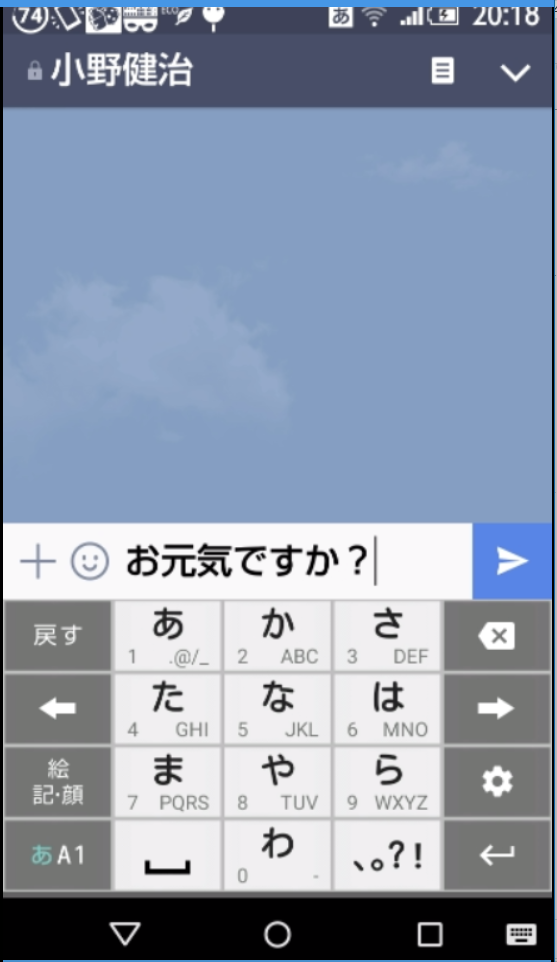 74 ECO あ 20:18
小野健治
お元気ですか？
戻す あ か さ
1 .@/_ 2 ABC 3 DEF
た な は
4 GHI 5 JKL 6 MNO
絵
記·顔 ま や ら
7 PQRS 8 TUV 9 WXYZ
あA1 わ 、。?!
0 -